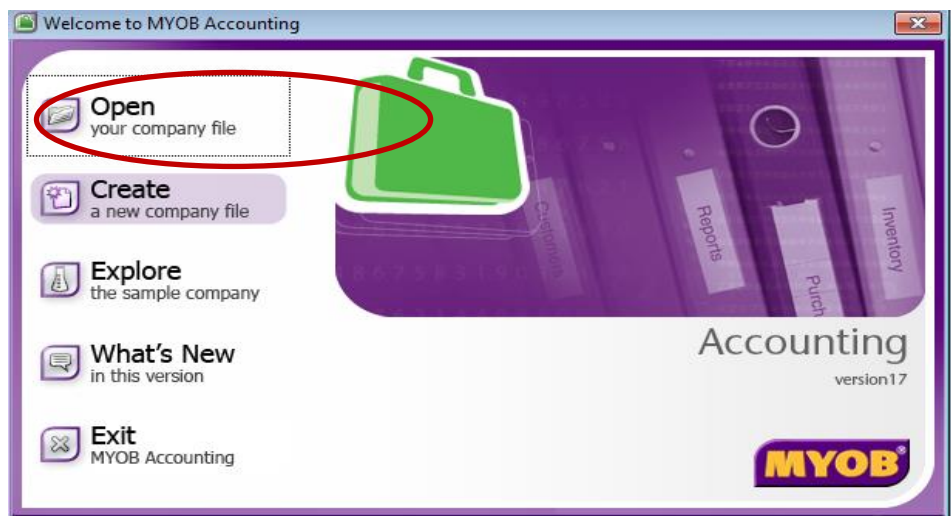 Welcome to MYOB Accounting
Open
your company file
Create
a new company file
Explore
the sample company
What's New
in this version
Exit
MYOB Accounting
Customers
Reports
Purch
Inventory
Accounting
version17
MYOB®